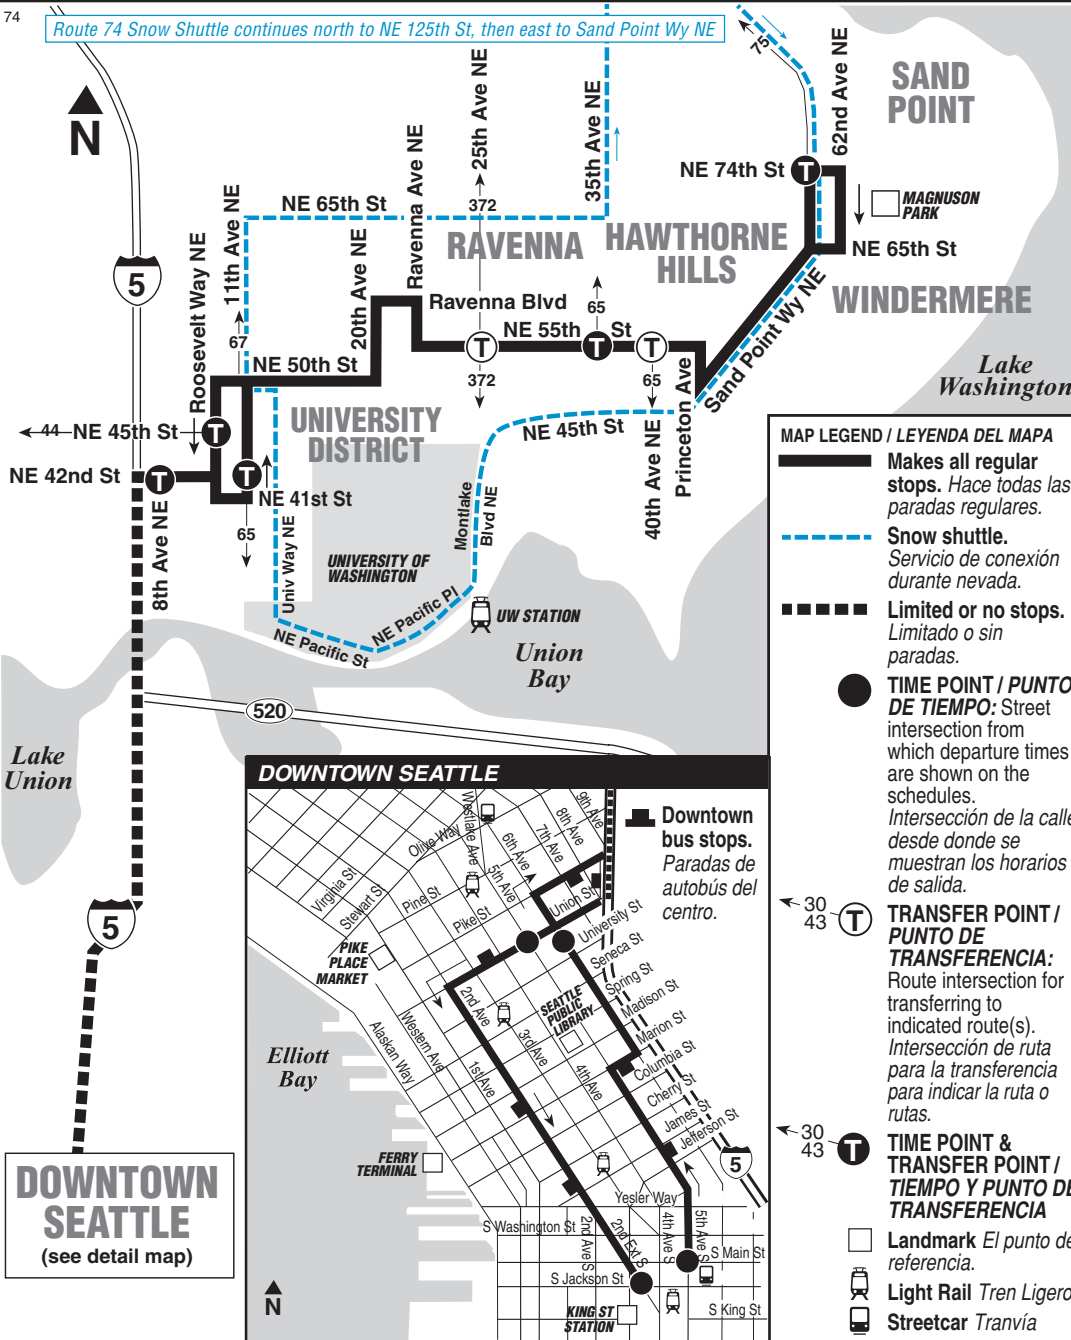 74
Route 74 Snow Shuttle continues north to NE 125th St, then east to Sand Point Wy NE
N
75
62nd Ave NE
SAND
POINT
25th Ave NE
35th Ave NE
Ravenna Ave NE
NE 74th St
T
MAGNUSON
PARK
11th Ave NE
NE 65th St
372
RAVENNA
HAWTHORNE
HILLS
NE 65th St
Roosevelt Way NE
20th Ave NE
5
WINDERMERE
Ravenna Blvd
65
NE 55th St
T
T
T
67
NE 50th St
372
65
Princeton Ave
Sand Point Wy NE
Lake
Washington
UNIVERSITY
DISTRICT
44
NE 45th St
T
NE 45th St
40th Ave NE
NE 42nd St
T
T
NE 41st St
8th Ave NE
65
Univ Way NE
Montlake
Blvd NE
UNIVERSITY OF
WASHINGTON
NE Pacific St
NE Pacific Pl
UW STATION
Union
Bay
520
Lake
Union
5
DOWNTOWN
SEATTLE
(see detail map)
MAP LEGEND / LEYENDA DEL MAPA
Makes all regular
stops. Hace todas las
paradas regulares.
Snow shuttle.
Servicio de conexión
durante nevada.
Limited or no stops.
Limitado o sin
paradas.
TIME POINT / PUNTO
DE TIEMPO: Street
intersection from
which departure times
are shown on the
schedules.
Intersección de la calle
desde donde se
muestran los horarios
de salida.
30
43
T
TRANSFER POINT /
PUNTO DE
TRANSFERENCIA:
Route intersection for
transferring to
indicated route(s).
Intersección de ruta
para la transferencia
para indicar la ruta o
rutas.
30
43
T
TIME POINT &
TRANSFER POINT /
TIEMPO Y PUNTO DE
TRANSFERENCIA
Landmark El punto de
referencia.
Light Rail Tren Ligero
Streetcar Tranvía
DOWNTOWN SEATTLE
Downtown
bus stops.
Paradas de
autobús del
centro.
Westlake Ave
Olive Way
6th Ave
7th Ave
8th Ave
9th Ave
5th Ave
Virginia St
Stewart St
Pine St
Pike St
Union St
University St
Seneca St
Spring St
Madison St
Marion St
Columbia St
Cherry St
James St
Jefferson St
PIKE
PLACE
MARKET
SEATTLE
PUBLIC
LIBRARY
2nd Ave
3rd Ave
4th Ave
1st Ave
Western Ave
Alaskan Way
Elliott
Bay
FERRY
TERMINAL
5
Yesler Way
S Washington St
2nd Ave S
2nd Ext S
4th Ave S
5th Ave S
S Main St
S Jackson St
S King St
KING ST
STATION
N